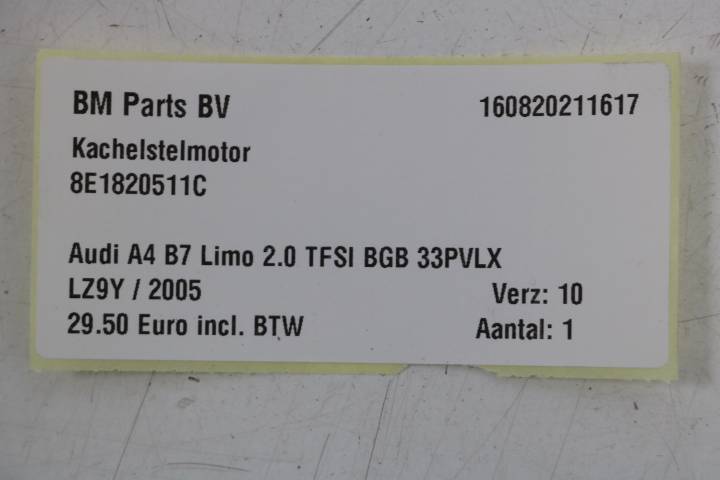 BM Parts BV 160820211617
Kachelstelmotor
8E1820511C
Audi A4 B7 Limo 2.0 TFSI BGB 33PVLX
LZ9Y / 2005 Verz: 10
29.50 Euro incl. BTW Aantal: 1